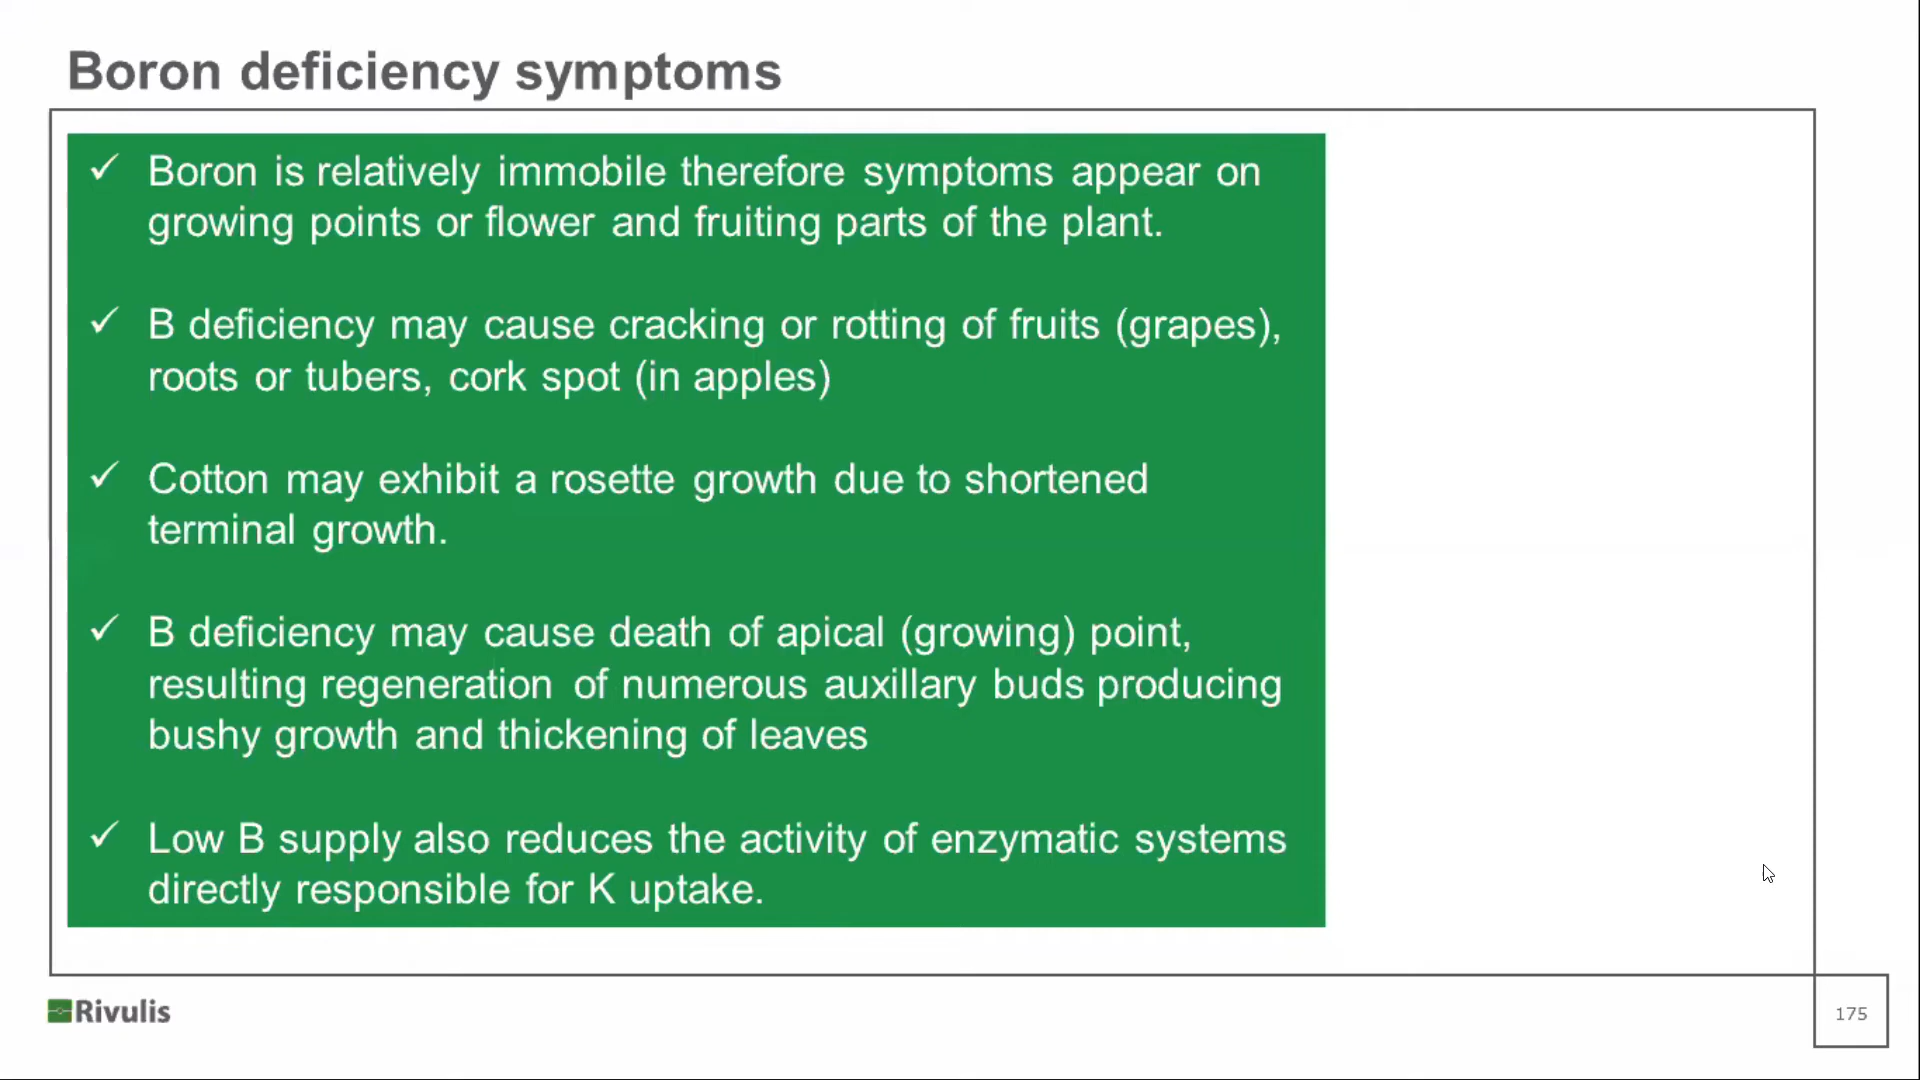 Boron deficiency symptoms
✓ Boron is relatively immobile therefore symptoms appear on
growing points or flower and fruiting parts of the plant.
✓ B deficiency may cause cracking or rotting of fruits (grapes),
roots or tubers, cork spot (in apples)
✓ Cotton may exhibit a rosette growth due to shortened
terminal growth.
✓ B deficiency may cause death of apical (growing) point,
resulting regeneration of numerous auxillary buds producing
bushy growth and thickening of leaves
✓ Low B supply also reduces the activity of enzymatic systems
directly responsible for K uptake.
Rivulis
175